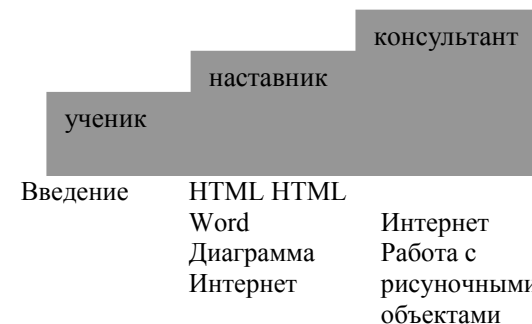 консультант
наставник
ученик
Введение HTML HTML
Word Интернет
Диаграмма Работа с
Интернет рисуночными
объектами